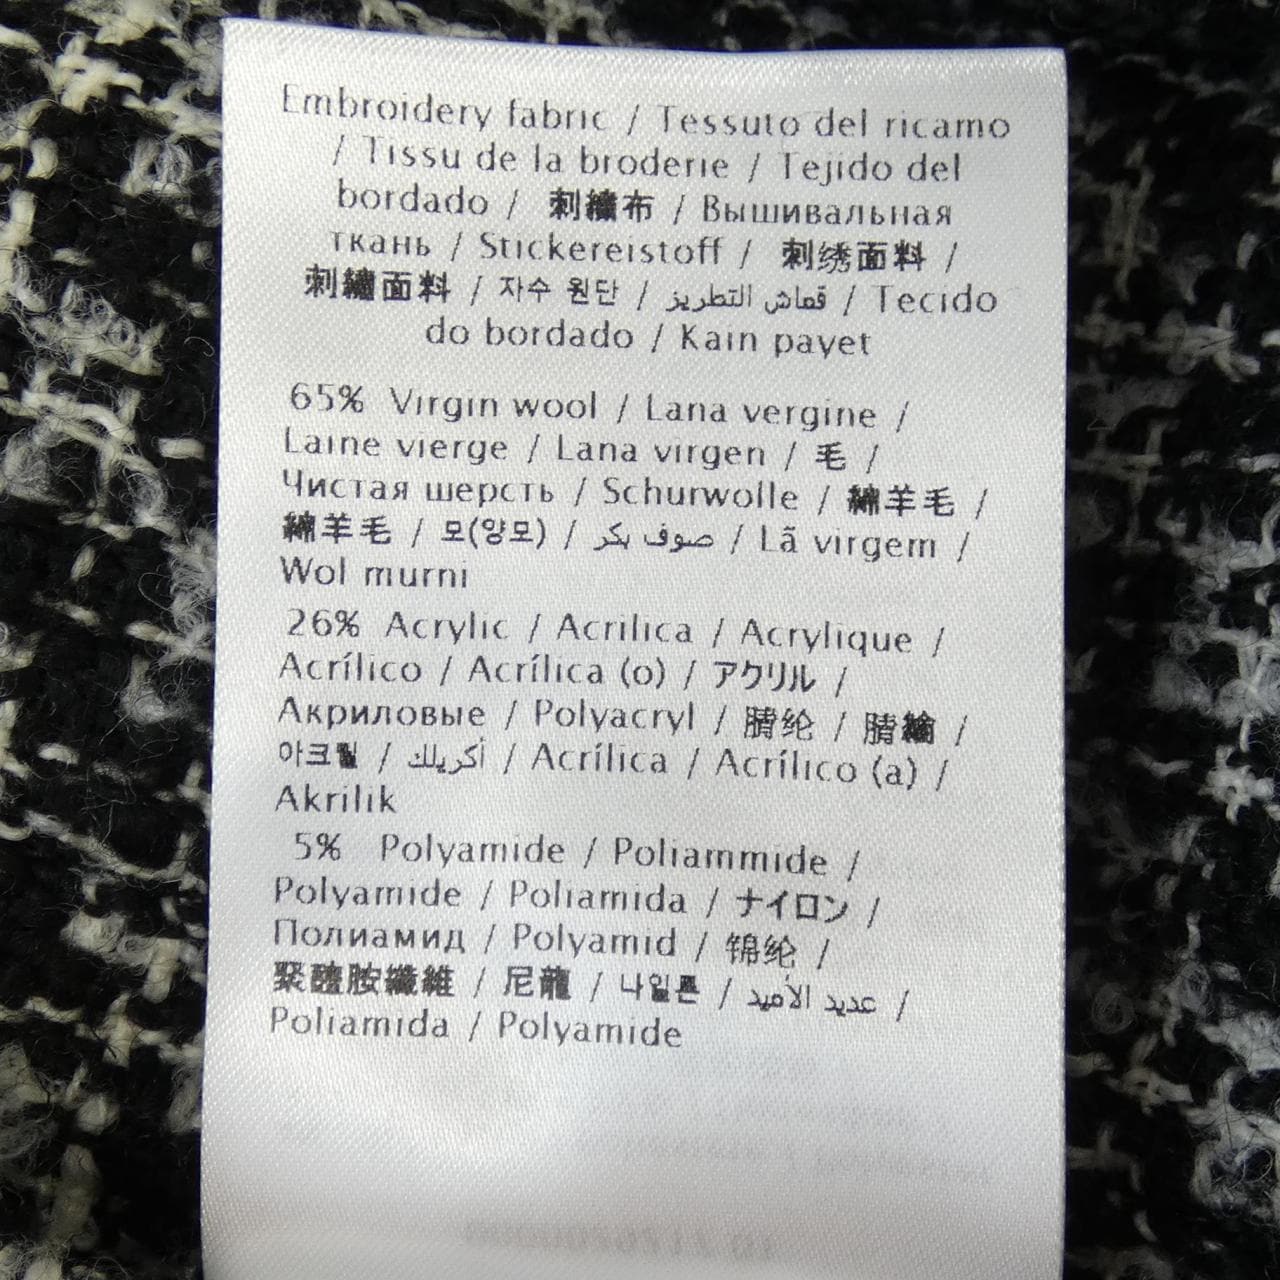 Embroidery fabric / Tessuto del ricamo
/ Tissu de la broderie / Tejido del
bordado / 刺繍布 / Вышивальная
ткань / Stickereistoff / 刺绣面料 /
刺繡面料 / 자수 원단 / قماش التطريز / Tecido
do bordado / Kain payet
65% Virgin wool / Lana vergine /
Laine vierge / Lana virgen / 毛 /
Чистая шерсть / Schurwolle / 綿羊毛 /
綿羊毛 / 모(양모) / صوف بكر / Lã virgem /
Wol murni
26% Acrylic / Acrilica / Acrylique /
Acrílico / Acrílica (o) / アクリル /
Акриловые / Polyacryl / 腈纶 / 腈綸 /
아크릴 / أكريلك / Acrílica / Acrílico (a) /
Akrilik
5% Polyamide / Poliammide /
Polyamide / Poliamida / ナイロン /
Полиамид / Polyamid / 锦纶 /
聚醯胺纖維 / 尼龍 / 나일론 / عديد الأميد /
Poliamida / Polyamide